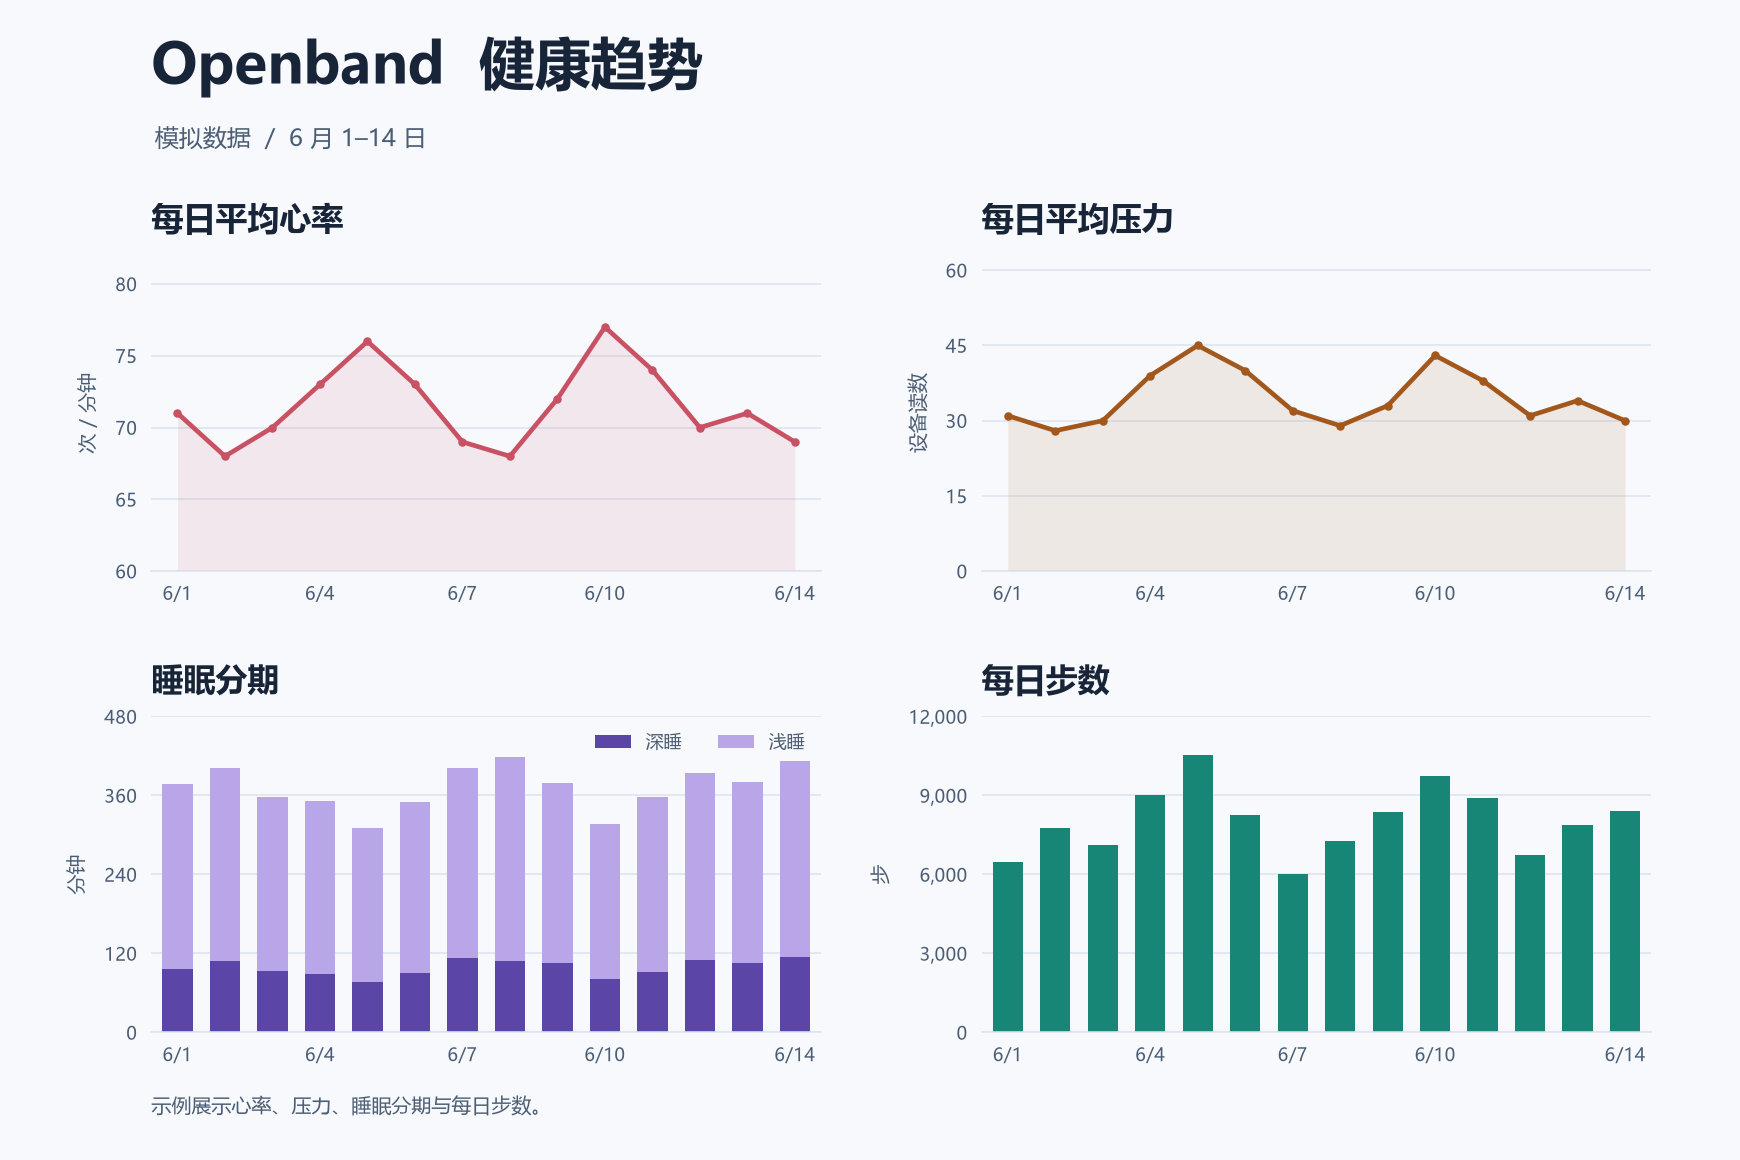 Openband 健康趋势
模拟数据 / 6 月 1–14 日
每日平均心率
80
75
70
65
60
次 / 分钟
6/1 6/4 6/7 6/10 6/14
每日平均压力
60
45
30
15
0
设备读数
6/1 6/4 6/7 6/10 6/14
睡眠分期
480
360
240
120
0
分钟
深睡 浅睡
6/1 6/4 6/7 6/10 6/14
每日步数
12,000
9,000
6,000
3,000
0
步
6/1 6/4 6/7 6/10 6/14
示例展示心率、压力、睡眠分期与每日步数。